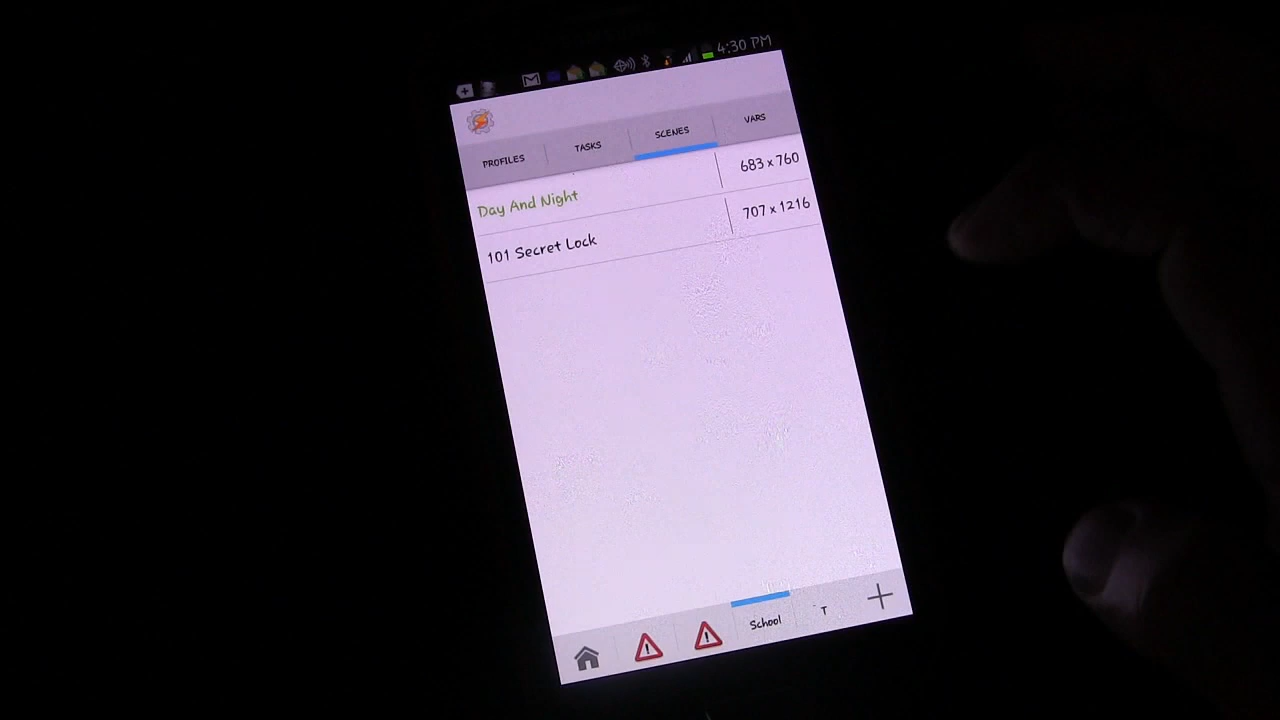 4:30 PM
PROFILES TASKS SCENES VARS
Day And Night 683 x 760
101 Secret Lock 707 x 1216
School T